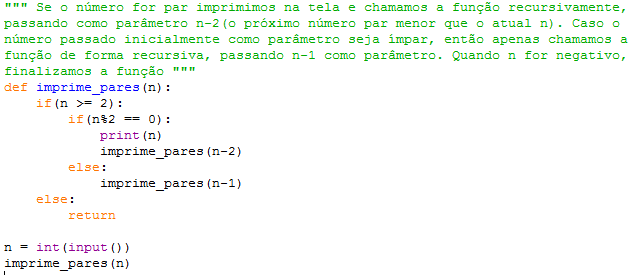 """ Se o número for par imprimimos na tela e chamamos a função recursivamente,
passando como parâmetro n-2(o próximo número par menor que o atual n). Caso o
número passado inicialmente como parâmetro seja ímpar, então apenas chamamos a
função de forma recursiva, passando n-1 como parâmetro. Quando n for negativo,
finalizamos a função """
def imprime_pares(n):
    if(n >= 2):
        if(n%2 == 0):
            print(n)
            imprime_pares(n-2)
        else:
            imprime_pares(n-1)
    else:
        return

n = int(input())
imprime_pares(n)